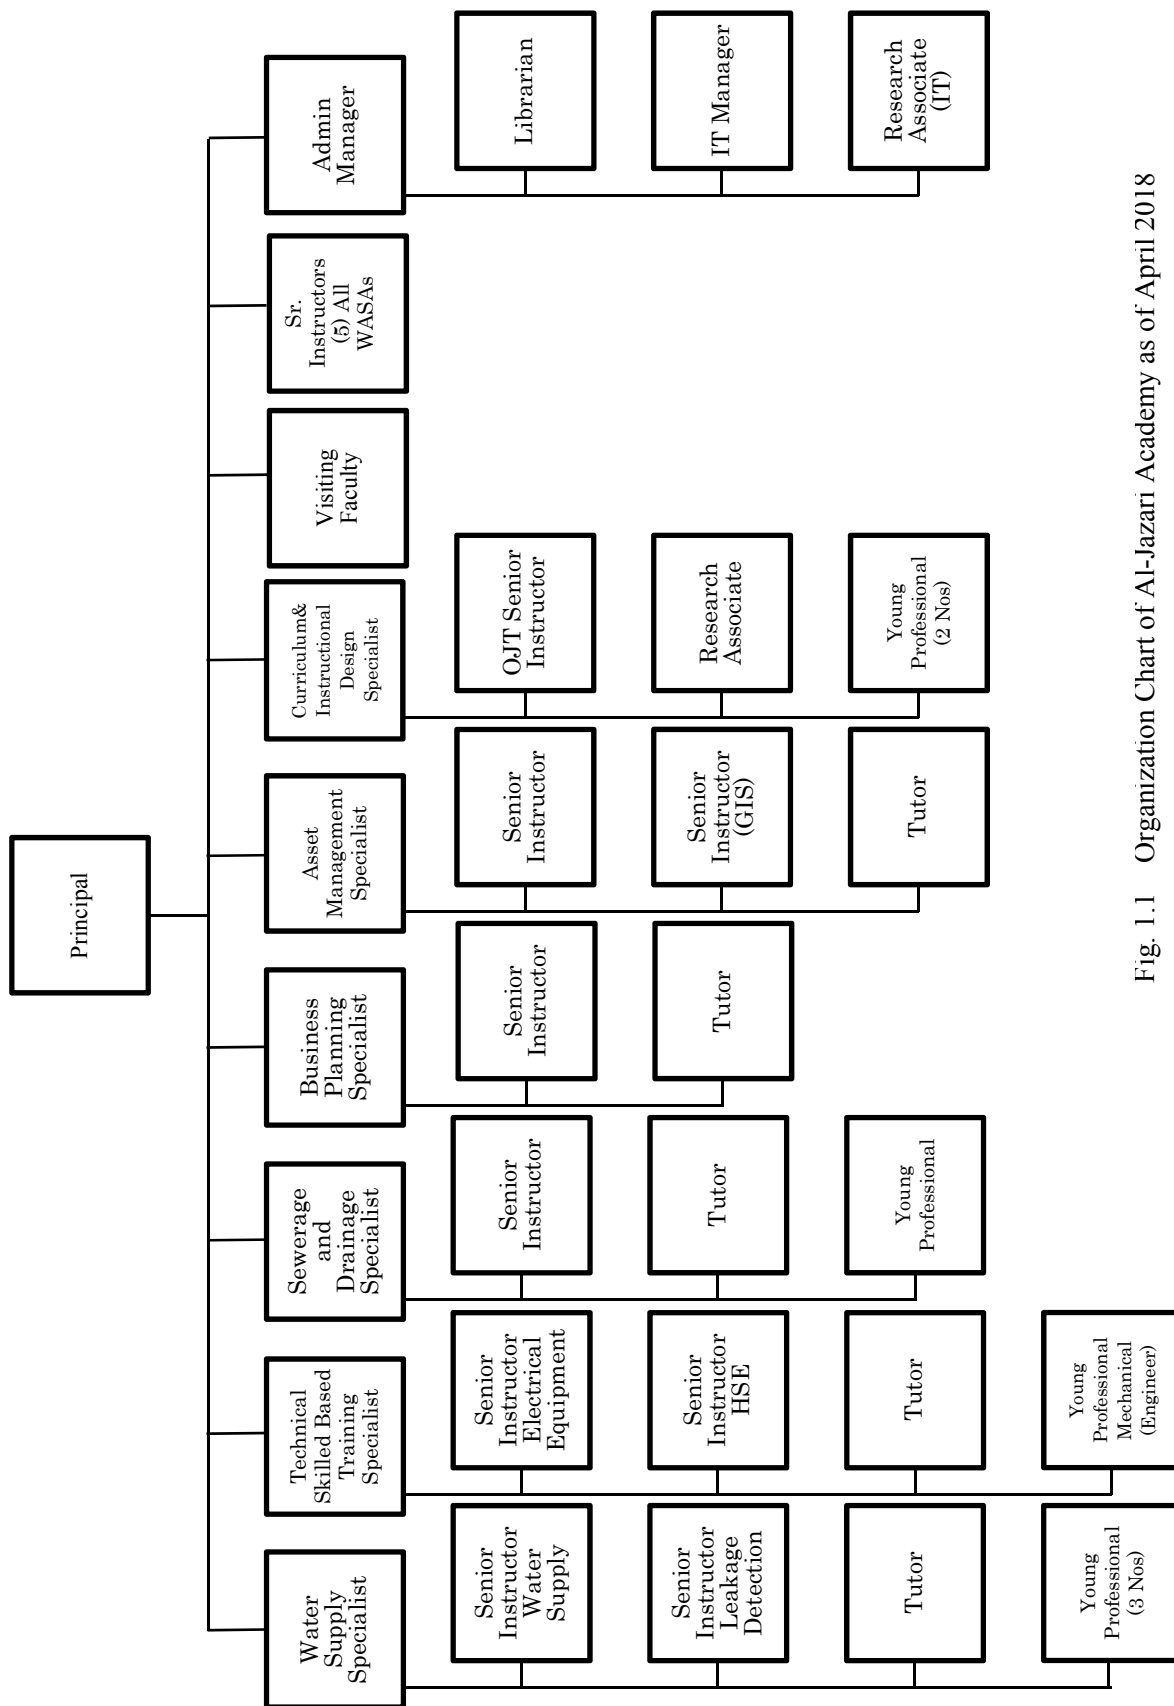 Principal
Water
Supply
Specialist
Senior
Instructor
Water
Supply
Senior
Instructor
Leakage
Detection
Tutor
Young
Professional
(3 Nos)
Technical
Skilled Based
Training
Specialist
Senior
Instructor
Electrical
Equipment
Senior
Instructor
HSE
Tutor
Young
Professional
Mechanical
(Engineer)
Sewerage
and
Drainage
Specialist
Senior
Instructor
Tutor
Young
Professional
Business
Planning
Specialist
Senior
Instructor
Tutor
Asset
Management
Specialist
Senior
Instructor
Senior
Instructor
(GIS)
Tutor
Curriculum&
Instructional
Design
Specialist
OJT Senior
Instructor
Research
Associate
Young
Professional
(2 Nos)
Visiting
Faculty
Sr.
Instructors
(5) All
WASAs
Admin
Manager
Librarian
IT Manager
Research
Associate
(IT)
Fig. 1.1 Organization Chart of Al-Jazari Academy as of April 2018